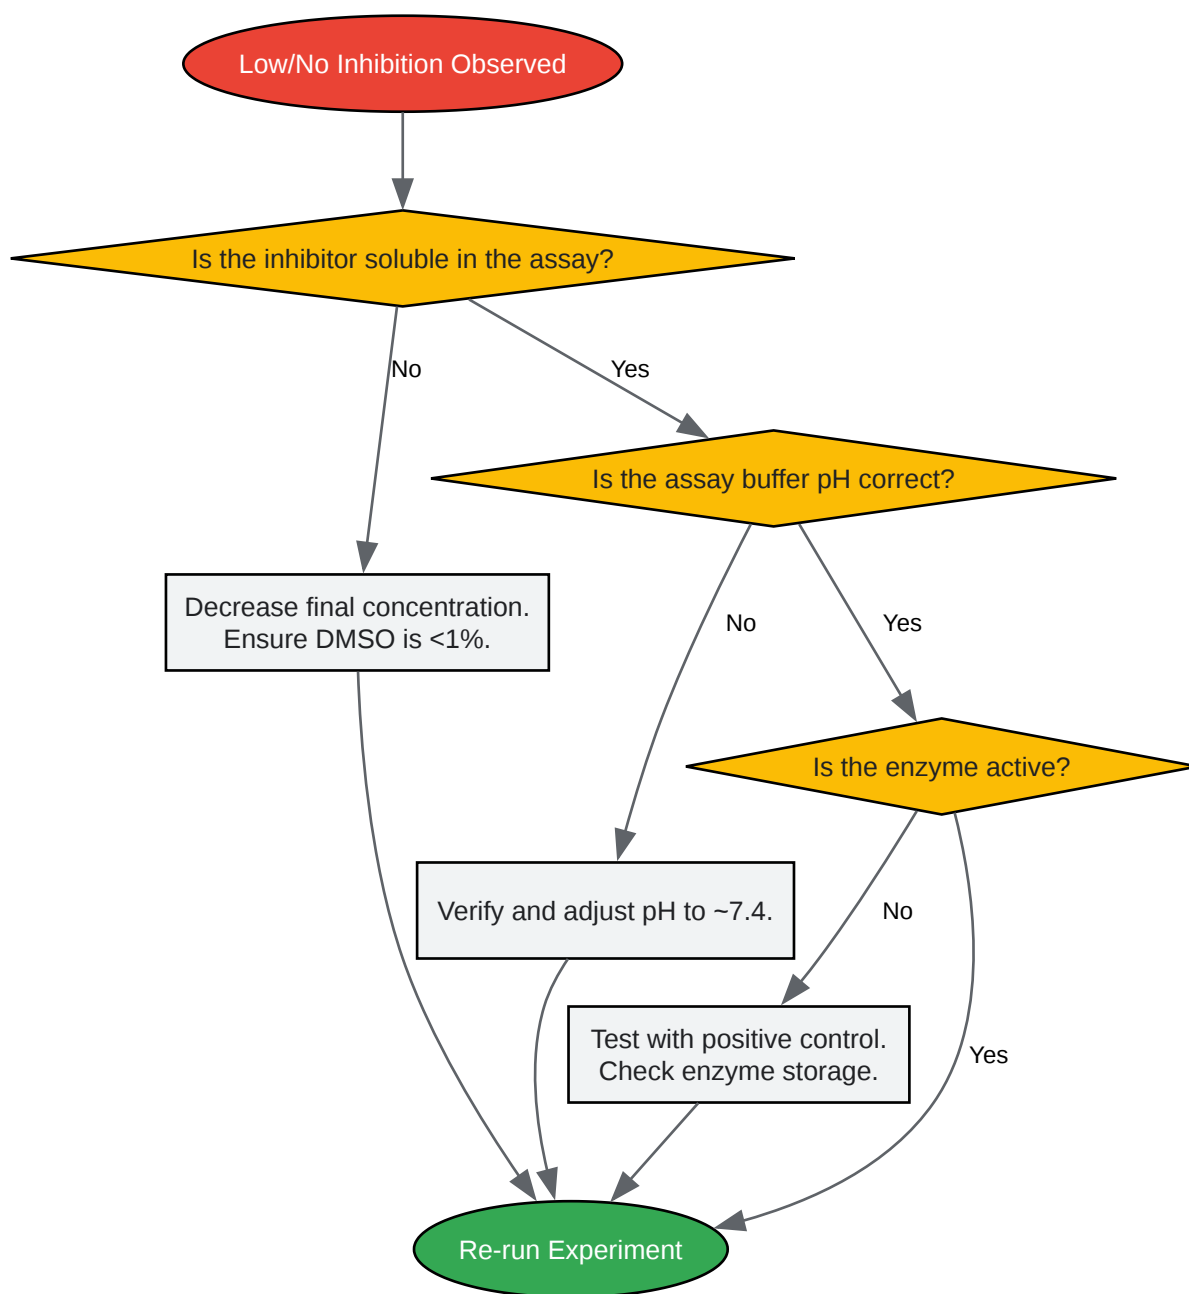 Low/No Inhibition Observed
Is the inhibitor soluble in the assay?
No
Yes
Is the assay buffer pH correct?
Decrease final concentration.
Ensure DMSO is <1%.
No
Yes
Is the enzyme active?
Verify and adjust pH to ~7.4.
No
Test with positive control.
Check enzyme storage.
Yes
Re-run Experiment